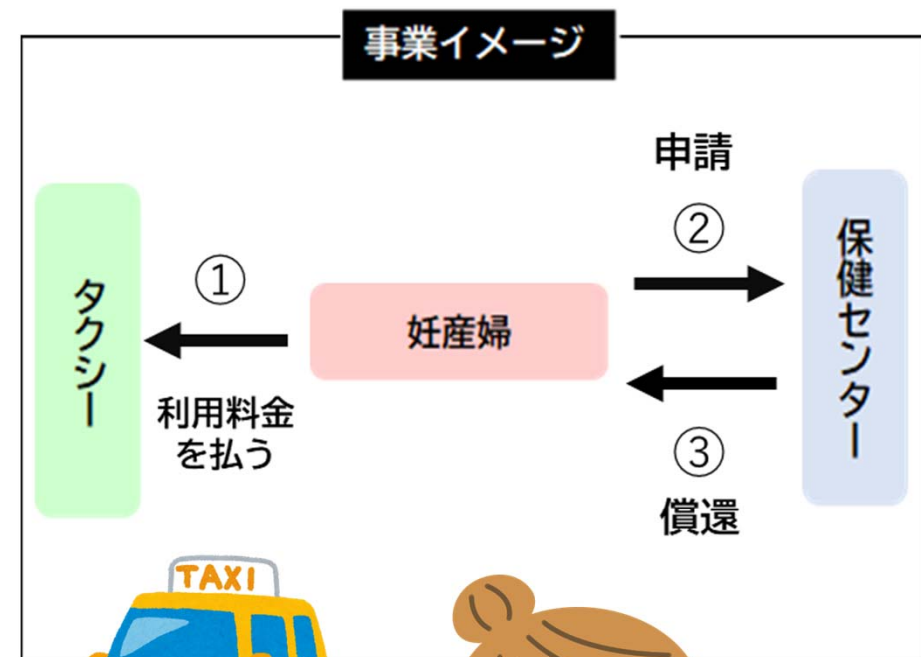 事業イメージ
申請
②
保健センター
①
タクシー
妊産婦
利用料金
を払う
③
償還
TAXI